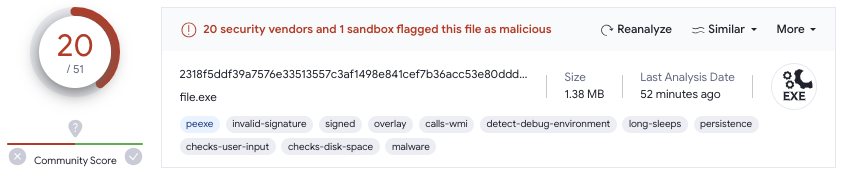 20
/ 51
?
Community Score
20 security vendors and 1 sandbox flagged this file as malicious
Reanalyze
Similar
More
2318f5ddf39a7576e33513557c3af1498e841cef7b36acc53e80ddd...
file.exe
Size
1.38 MB
Last Analysis Date
52 minutes ago
EXE
peexe invalid-signature signed overlay calls-wmi detect-debug-environment long-sleeps persistence
checks-user-input checks-disk-space malware